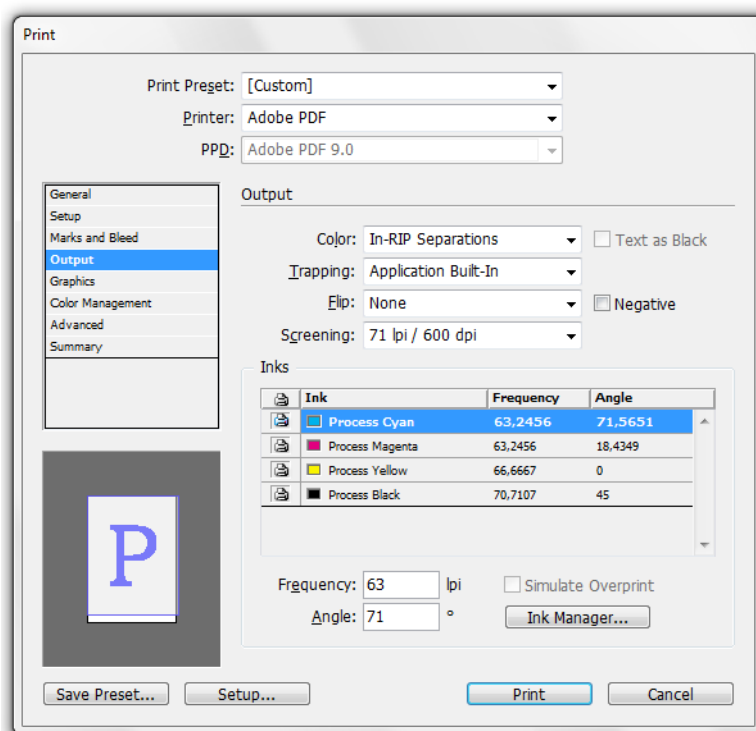 Print
Print Preset: [Custom]
Printer: Adobe PDF
PPD: Adobe PDF 9.0
General
Setup
Marks and Bleed
Output
Graphics
Color Management
Advanced
Summary
Output
Color: In-RIP Separations Text as Black
Trapping: Application Built-In
Flip: None Negative
Screening: 71 lpi / 600 dpi
Inks
Ink Frequency Angle
Process Cyan 63,2456 71,5651
Process Magenta 63,2456 18,4349
Process Yellow 66,6667 0
Process Black 70,7107 45
P
Frequency: 63 lpi Simulate Overprint
Angle: 71 ° Ink Manager...
Save Preset... Setup... Print Cancel